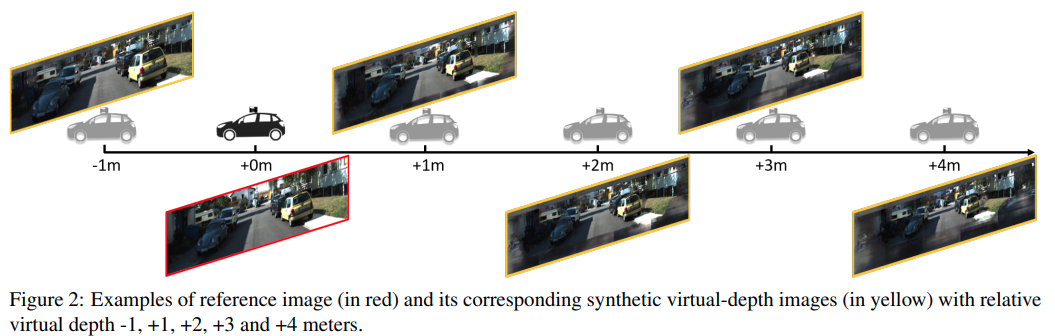 -1m +0m +1m +2m +3m +4m
Figure 2: Examples of reference image (in red) and its corresponding synthetic virtual-depth images (in yellow) with relative
virtual depth -1, +1, +2, +3 and +4 meters.